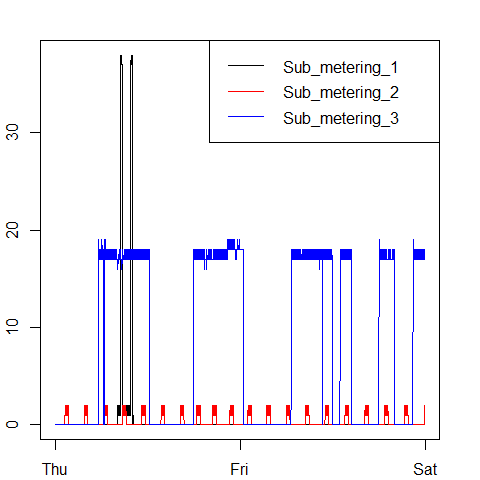 Sub_metering_1
Sub_metering_2
Sub_metering_3
30
20
10
0
Thu Fri Sat